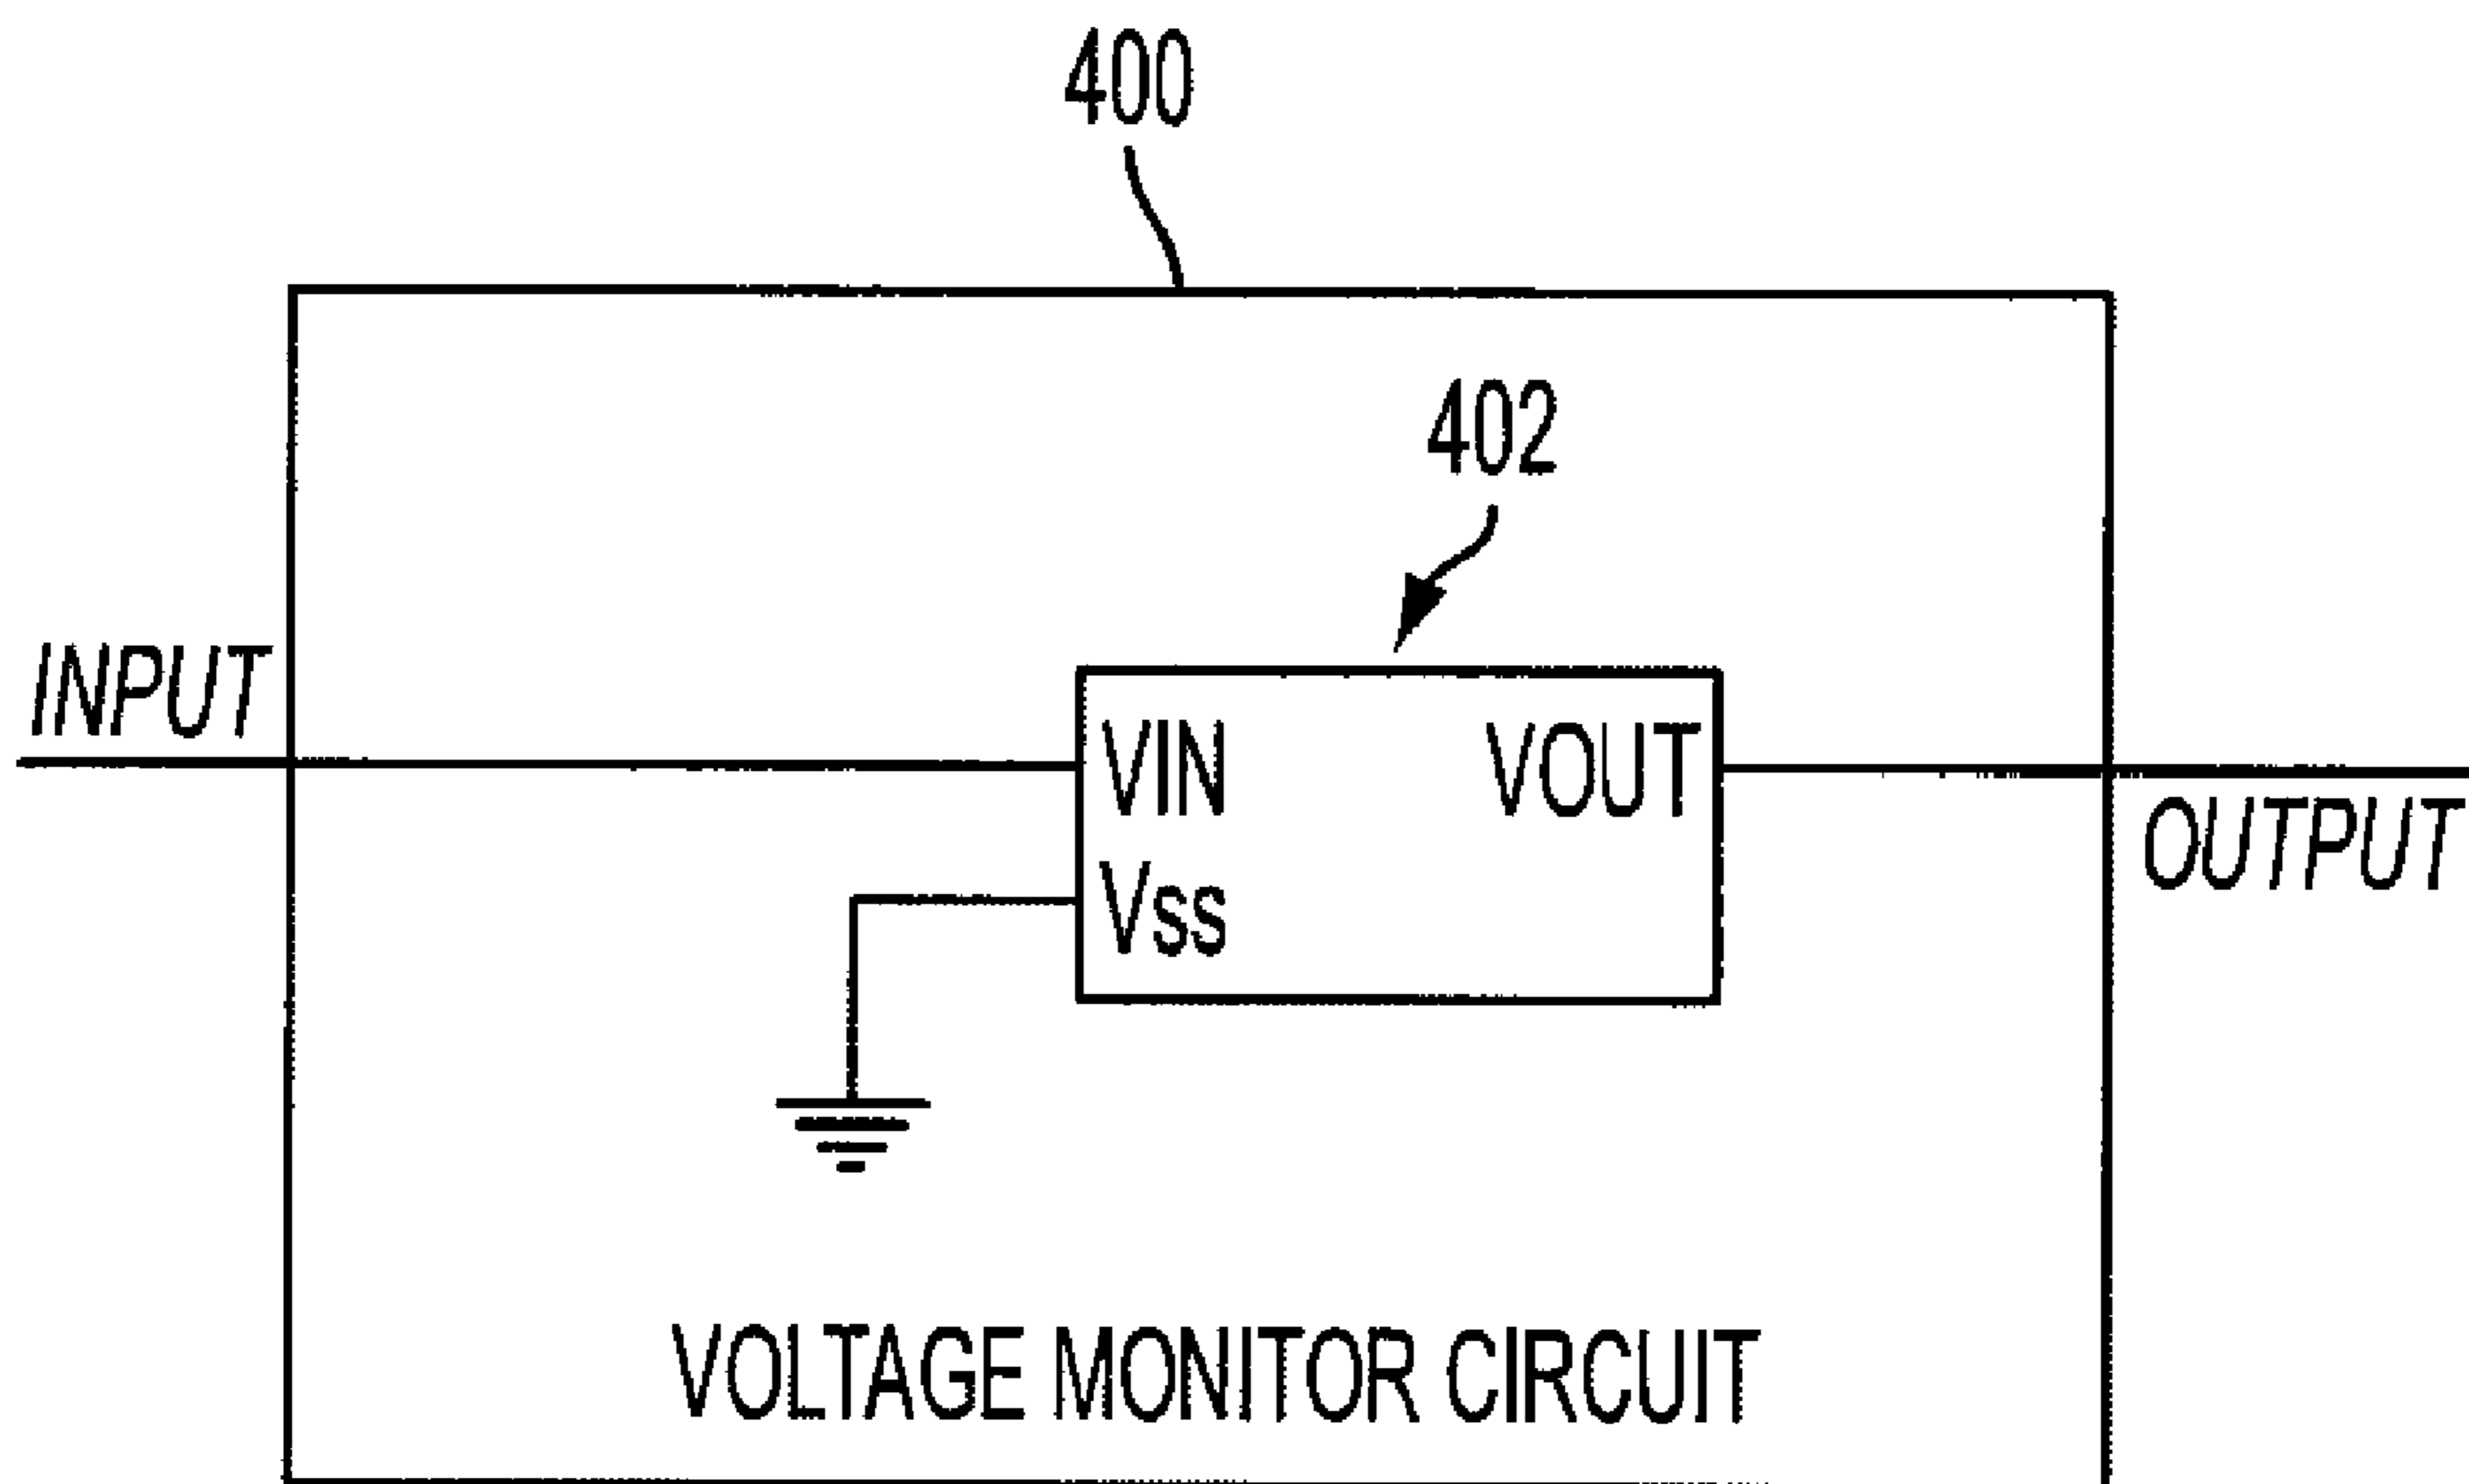 400
402
INPUT
VIN VOUT
Vss
OUTPUT
VOLTAGE MONITOR CIRCUIT